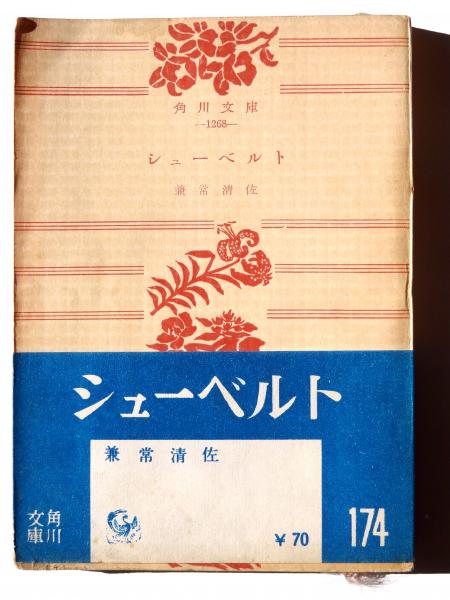 角川文庫
—1268—
シューベルト
兼常清佐
シューベルト
兼常清佐
角川
文庫
¥70
174